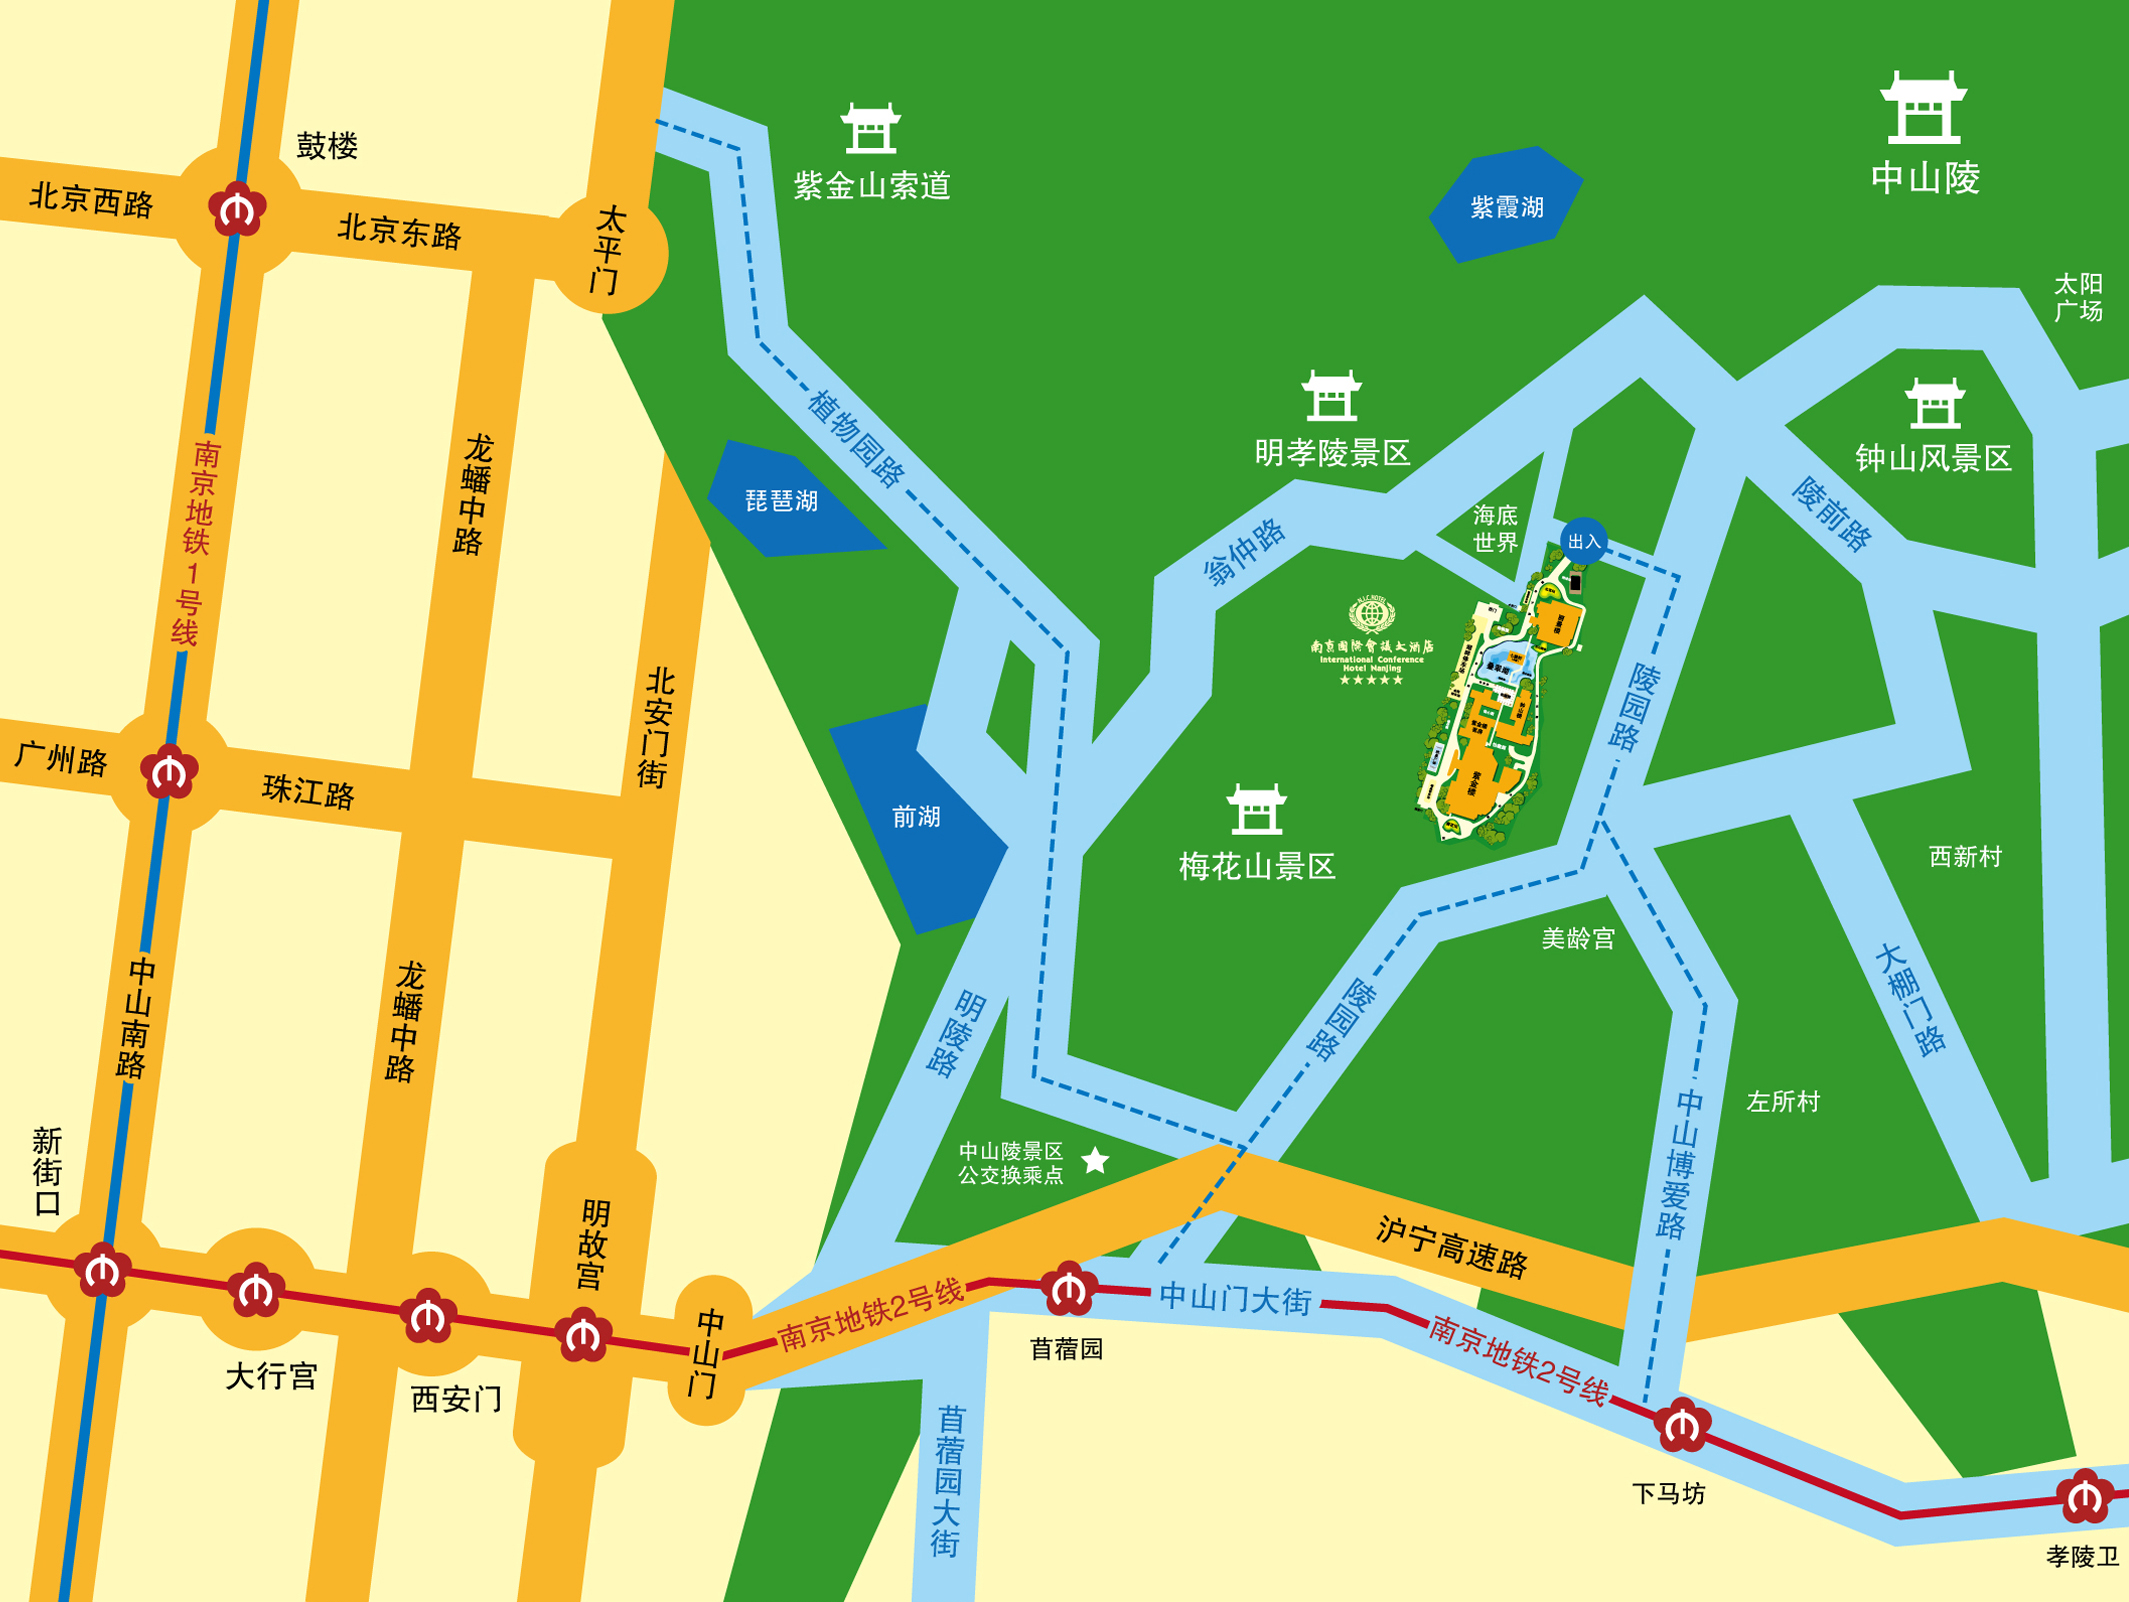 鼓楼
北京西路
北京东路
太平门
紫金山索道
中山陵
紫霞湖
太阳
广场
南京地铁1号线
龙蟠中路
植物园路
琵琶湖
明孝陵景区
钟山风景区
陵前路
翁仲路
海底
世界
出入
N.I.C.HOTEL
南京国际会议大酒店
International Conference
Hotel Nanjing
北安门街
陵园路
广州路
珠江路
前湖
梅花山景区
紫金楼
西新村
美龄宫
中山南路
龙蟠中路
明陵路
陵园路
大棚门路
左所村
中山博爱路
新街口
中山陵景区
公交换乘点
明故宫
沪宁高速路
中山门
南京地铁2号线
中山门大街
南京地铁2号线
大行宫
西安门
苜蓿园
苜蓿园大街
下马坊
孝陵卫